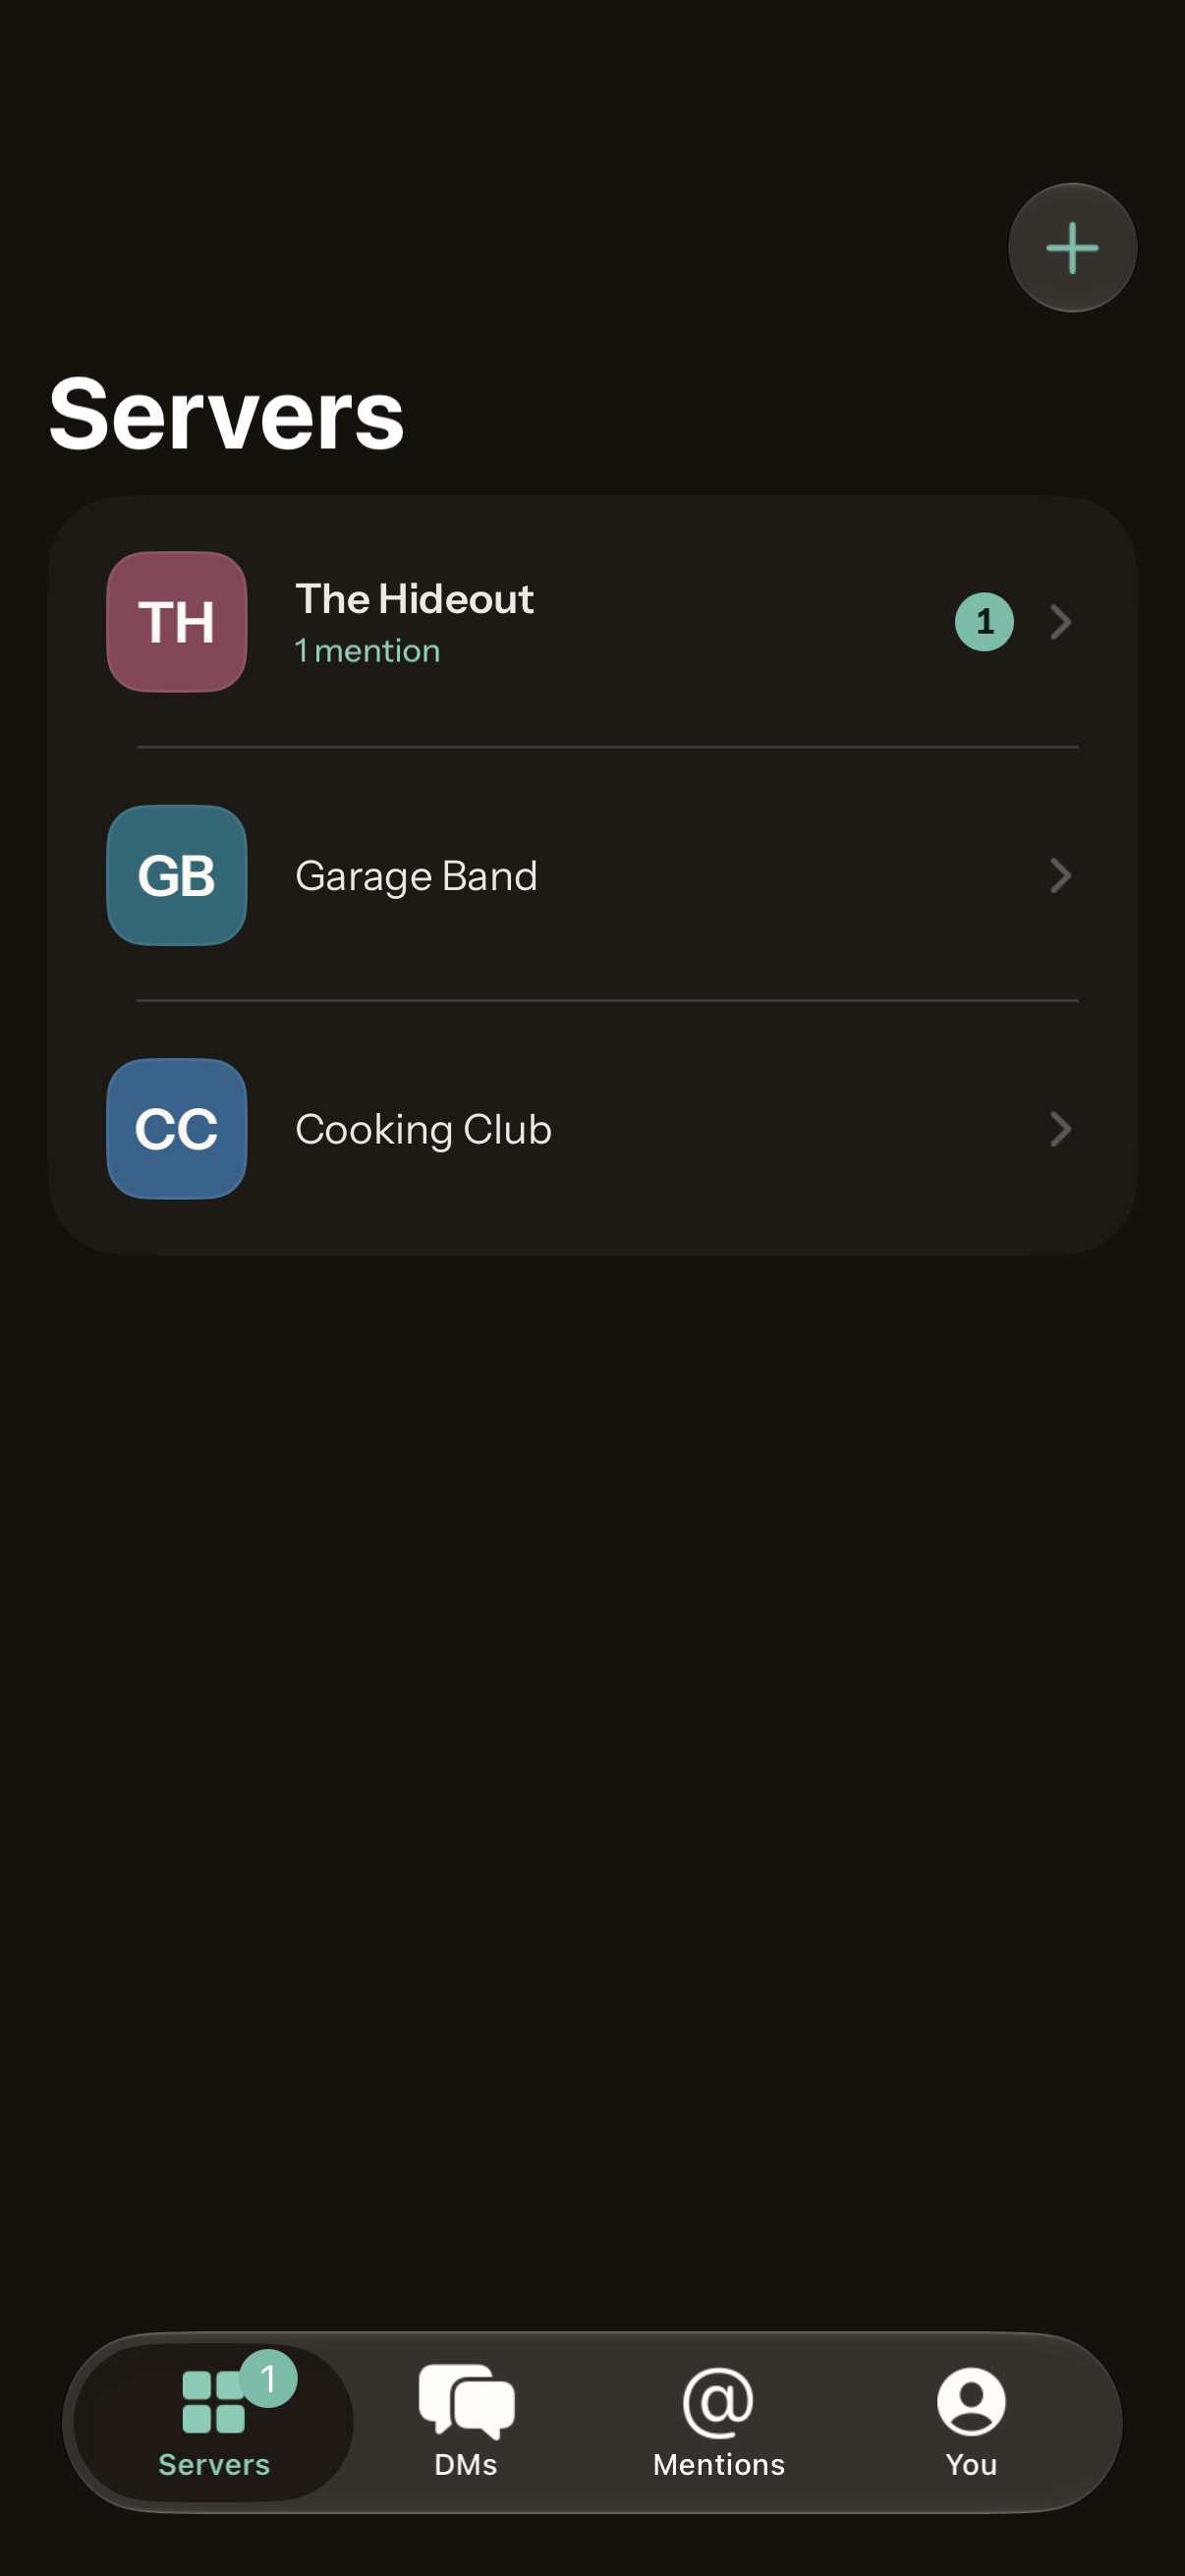 Servers
TH
The Hideout
1 mention
1
GB
Garage Band
CC
Cooking Club
1
Servers
DMs
@
Mentions
You